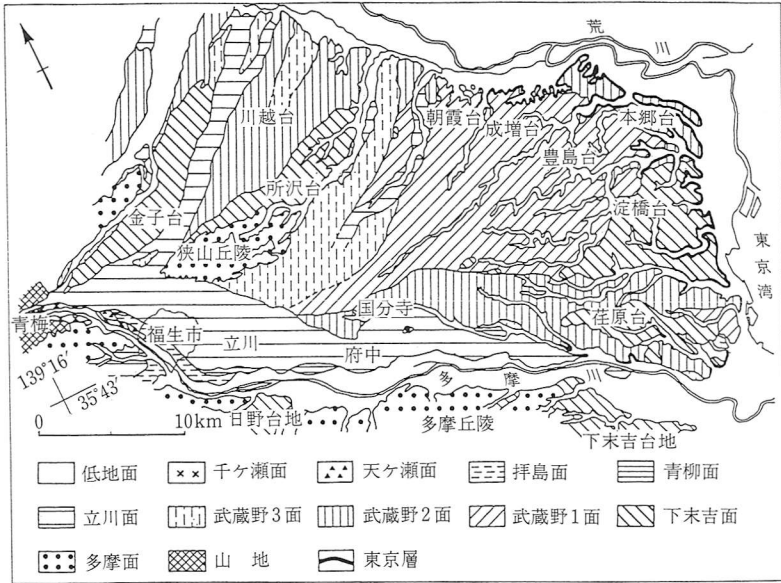 荒川
川越台
朝霞台
成増台
本郷台
豊島台
所沢台
淀橋台
金子台
狭山丘陵
東京湾
国分寺
青梅
福生市
立川
荏原台
府中
139°16′
35°43′
多摩川
0 10km
日野台地
多摩丘陵
下末吉台地
低地面 千ケ瀬面 天ケ瀬面 拝島面 青柳面
立川面 武蔵野3面 武蔵野2面 武蔵野1面 下末吉面
多摩面 山地 東京層